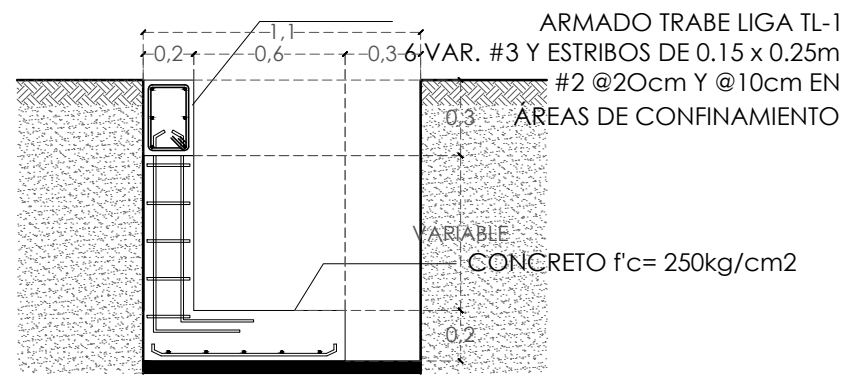 ARMADO TRABE LIGA TL-1
1,1
6 VAR. #3 Y ESTRIBOS DE 0.15 x 0.25m
0,2 0,6 0,3
#2 @2Ocm Y @10cm EN
ÁREAS DE CONFINAMIENTO
0,3
VARIABLE
CONCRETO f'c= 250kg/cm2
0,2